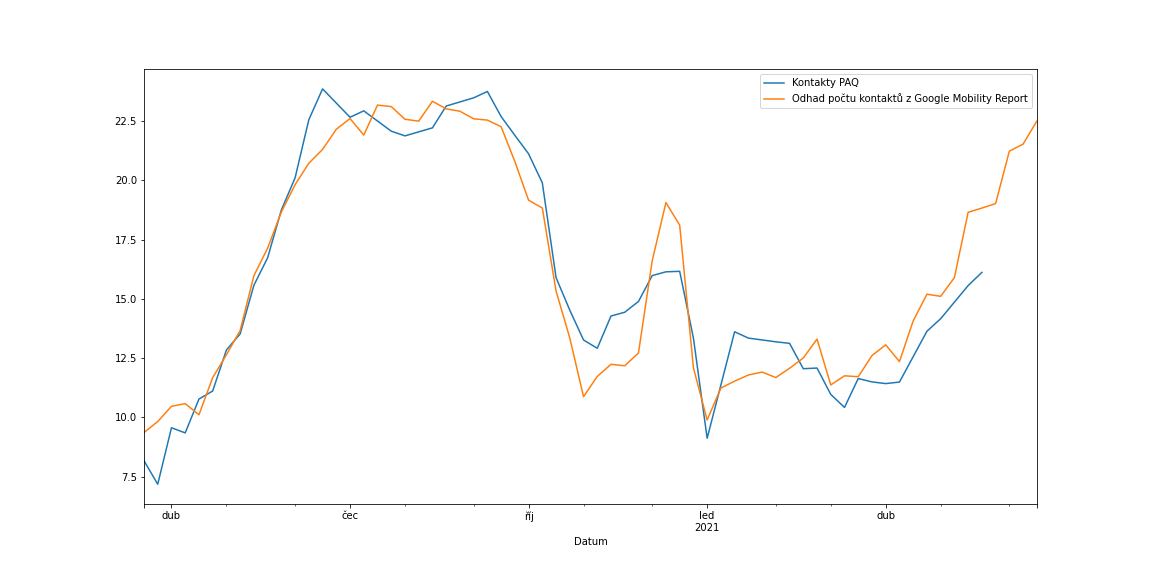 Kontakty PAQ
Odhad počtu kontaktů z Google Mobility Report
22.5
20.0
17.5
15.0
12.5
10.0
7.5
dub
čec
říj
led
2021
dub
Datum